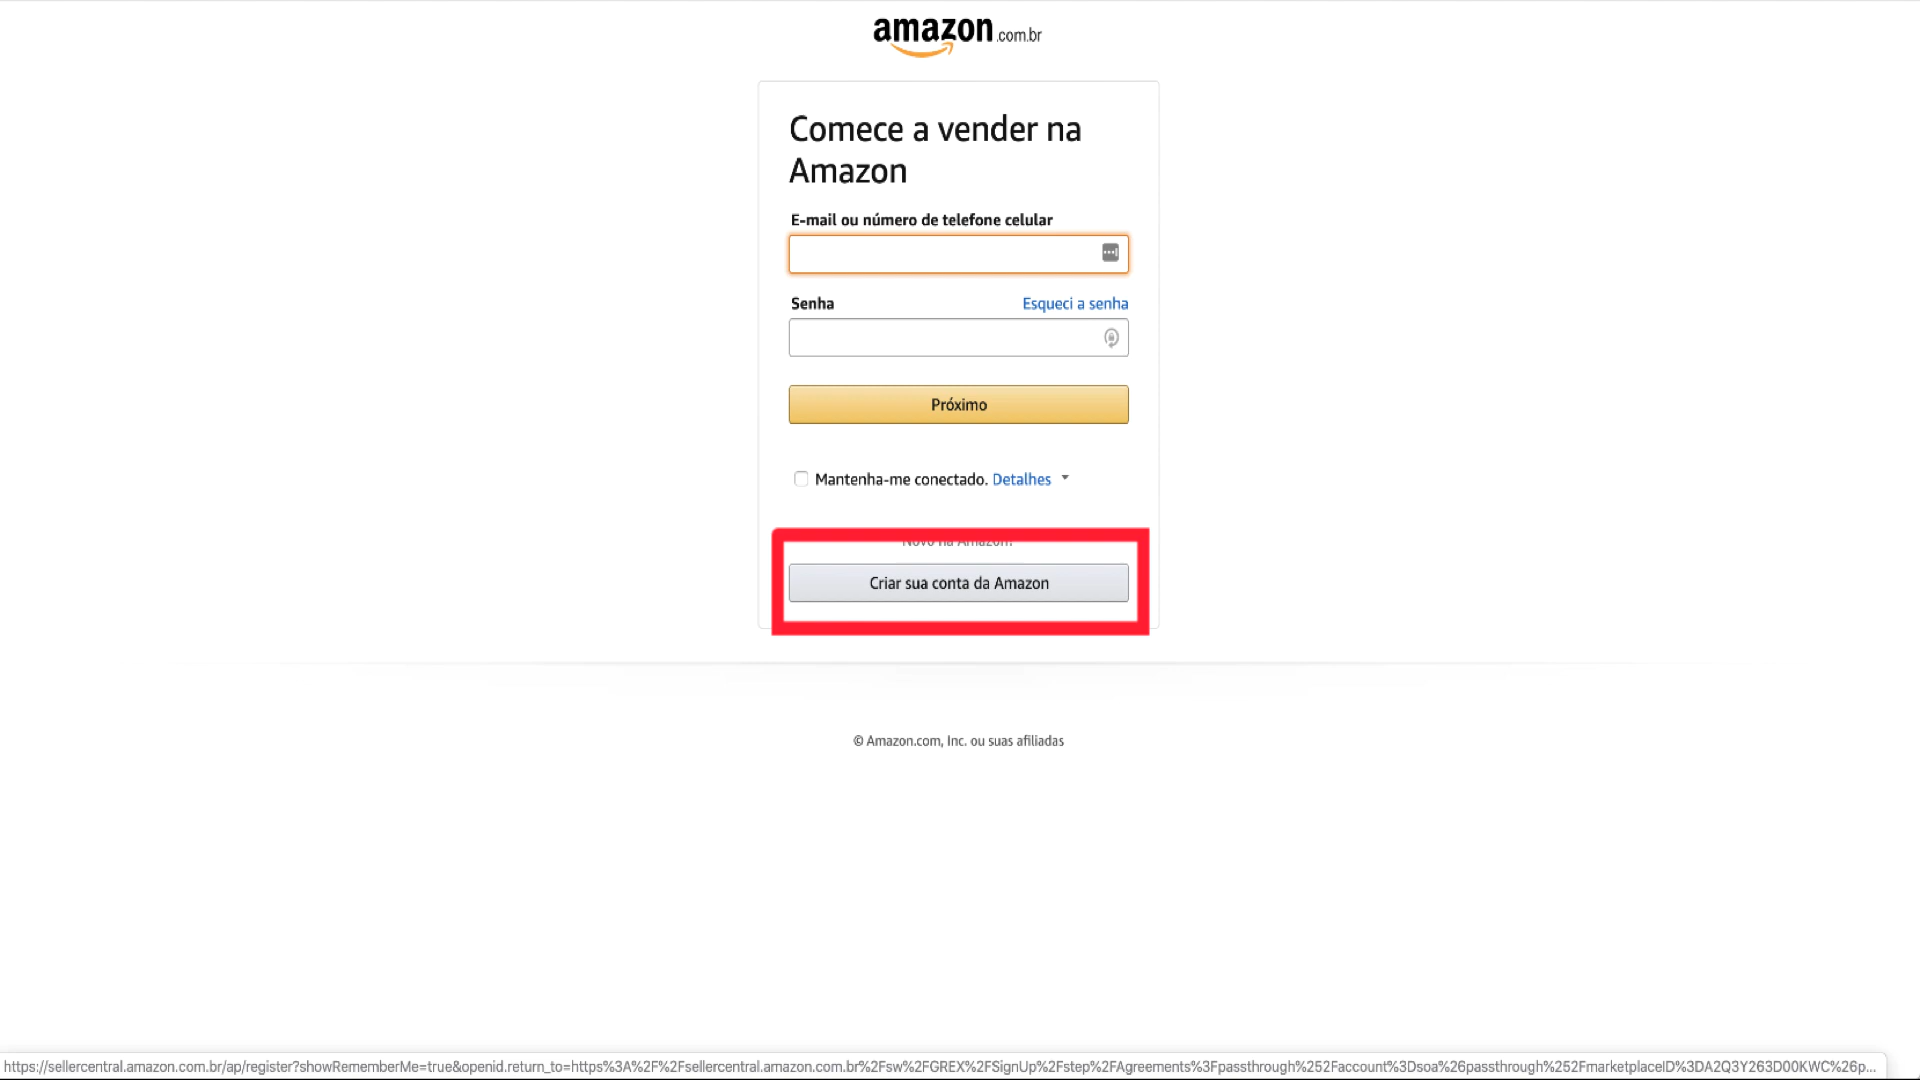 amazon.com.br
Comece a vender na
Amazon
E-mail ou número de telefone celular
Senha
Esqueci a senha
Próximo
Mantenha-me conectado. Detalhes
Novo na Amazon?
Criar sua conta da Amazon
© Amazon.com, Inc. ou suas afiliadas
https://sellercentral.amazon.com.br/ap/register?showRememberMe=true&openid.return_to=https%3A%2F%2Fsellercentral.amazon.com.br%2Fsw%2FGREX%2FSignUp%2Fstep%2FAgreements%3Fpassthrough%252Faccount%3Dsoa%26passthrough%252FmarketplaceID%3DA2Q3Y263D00KWC%26p...